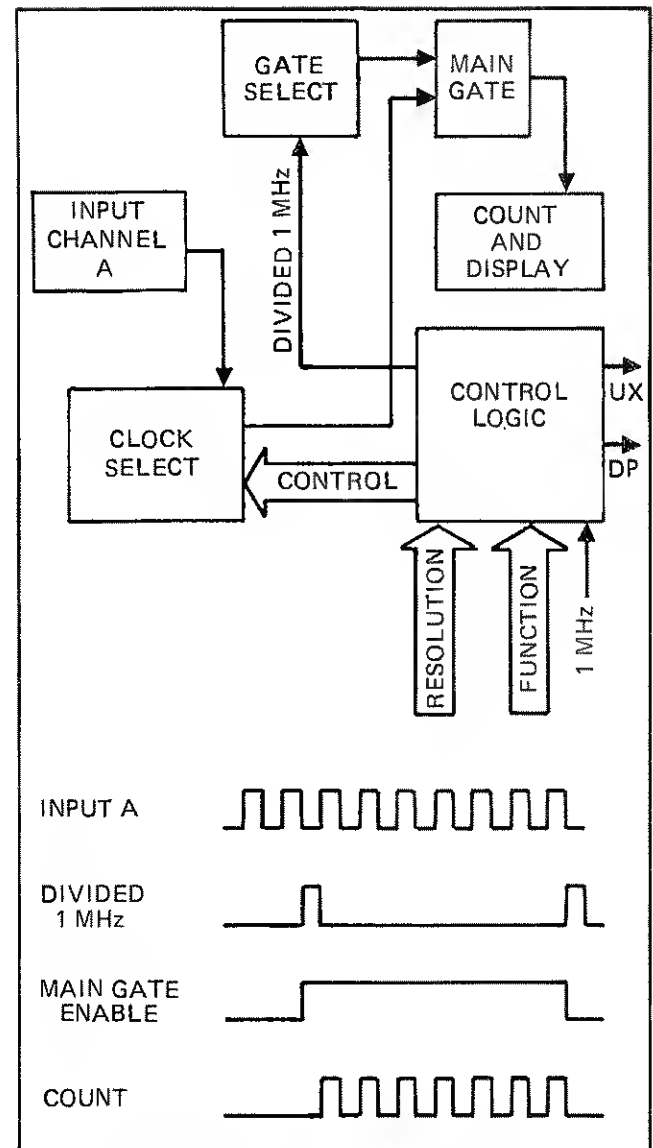 GATE
SELECT
MAIN
GATE
INPUT
CHANNEL
A
DIVIDED 1 MHz
COUNT
AND
DISPLAY
CLOCK
SELECT
CONTROL
CONTROL
LOGIC
UX
DP
RESOLUTION
FUNCTION
1 MHz
INPUT A
DIVIDED
1 MHz
MAIN GATE
ENABLE
COUNT